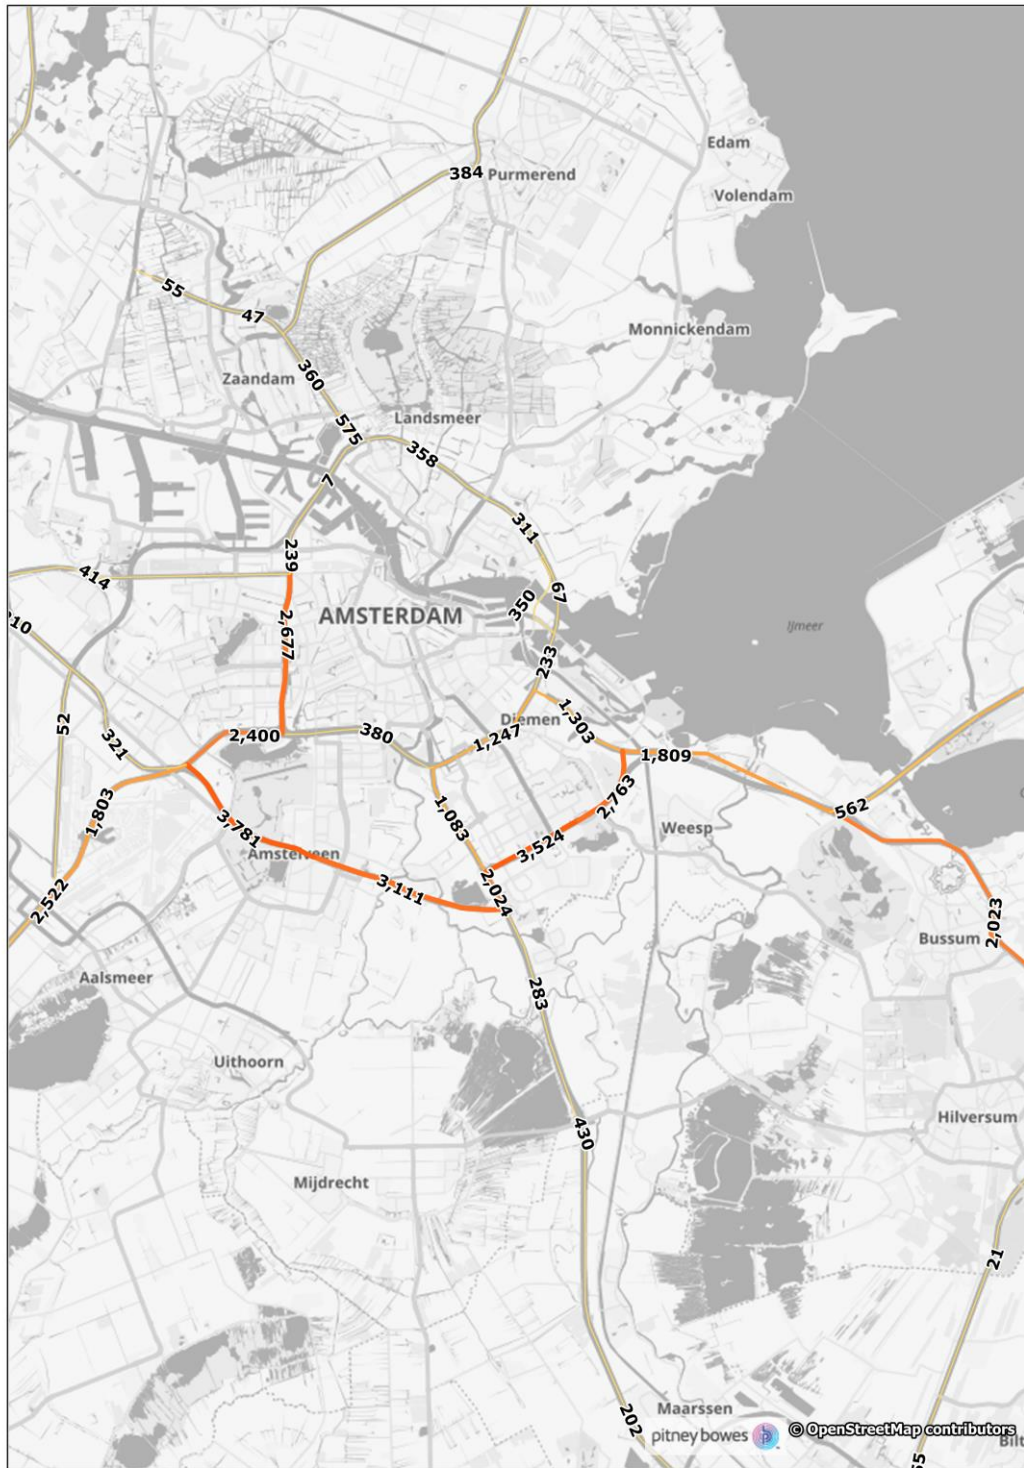 Edam
384
Purmerend
Volendam
55
47
Monnickendam
360
Zaandam
Landsmeer
575
358
7
311
239
414
67
350
AMSTERDAM
310
2,677
IJmeer
233
52
321
2,400
380
Diemen
1,303
1,247
1,809
1,803
2,763
562
1,083
3,781
Weesp
3,524
Amstelveen
3,111
2,024
2,522
2,023
Bussum
Aalsmeer
283
Uithoorn
430
Hilversum
Mijdrecht
21
202
Maarssen
pitney bowes
© OpenStreetMap contributors
Bilt